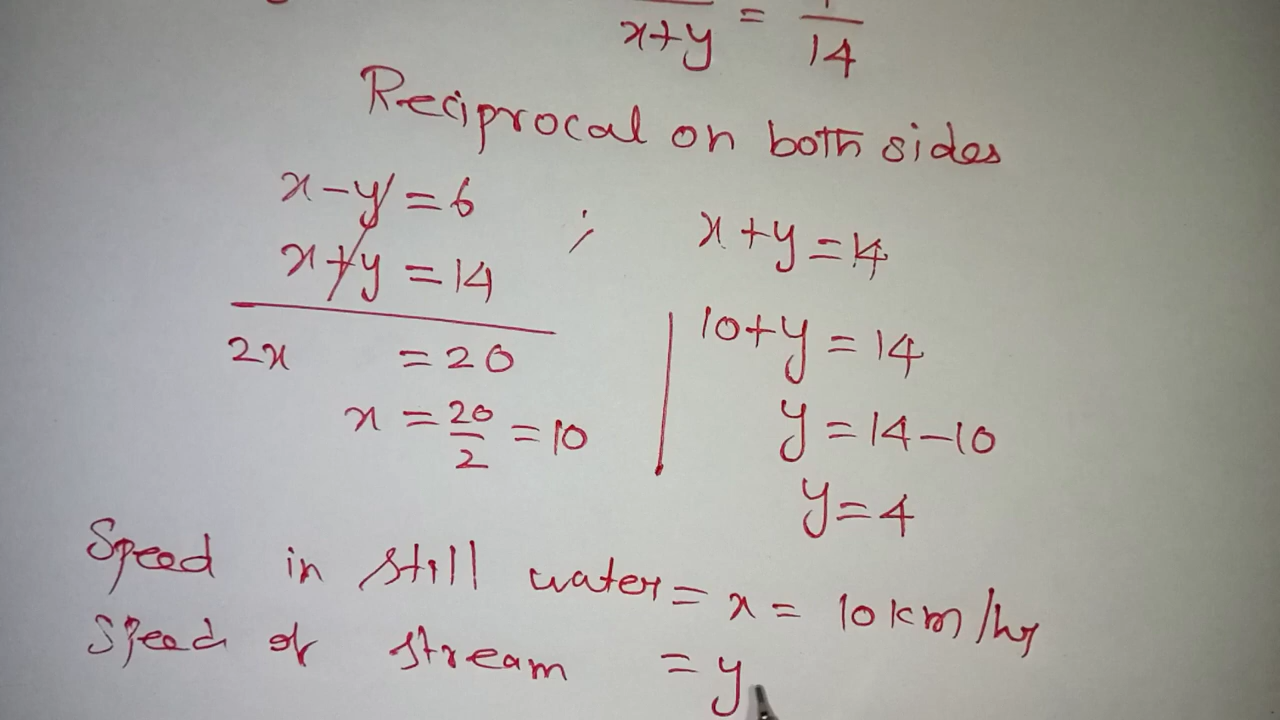 x+y = 14
Reciprocal on both sides
x-y = 6 ; x+y = 14
x+y = 14
10+y = 14
2x = 20
x = 20/2 = 10
y = 14-10
y = 4
Speed in still water = x = 10 km/hr
Speed of stream = y